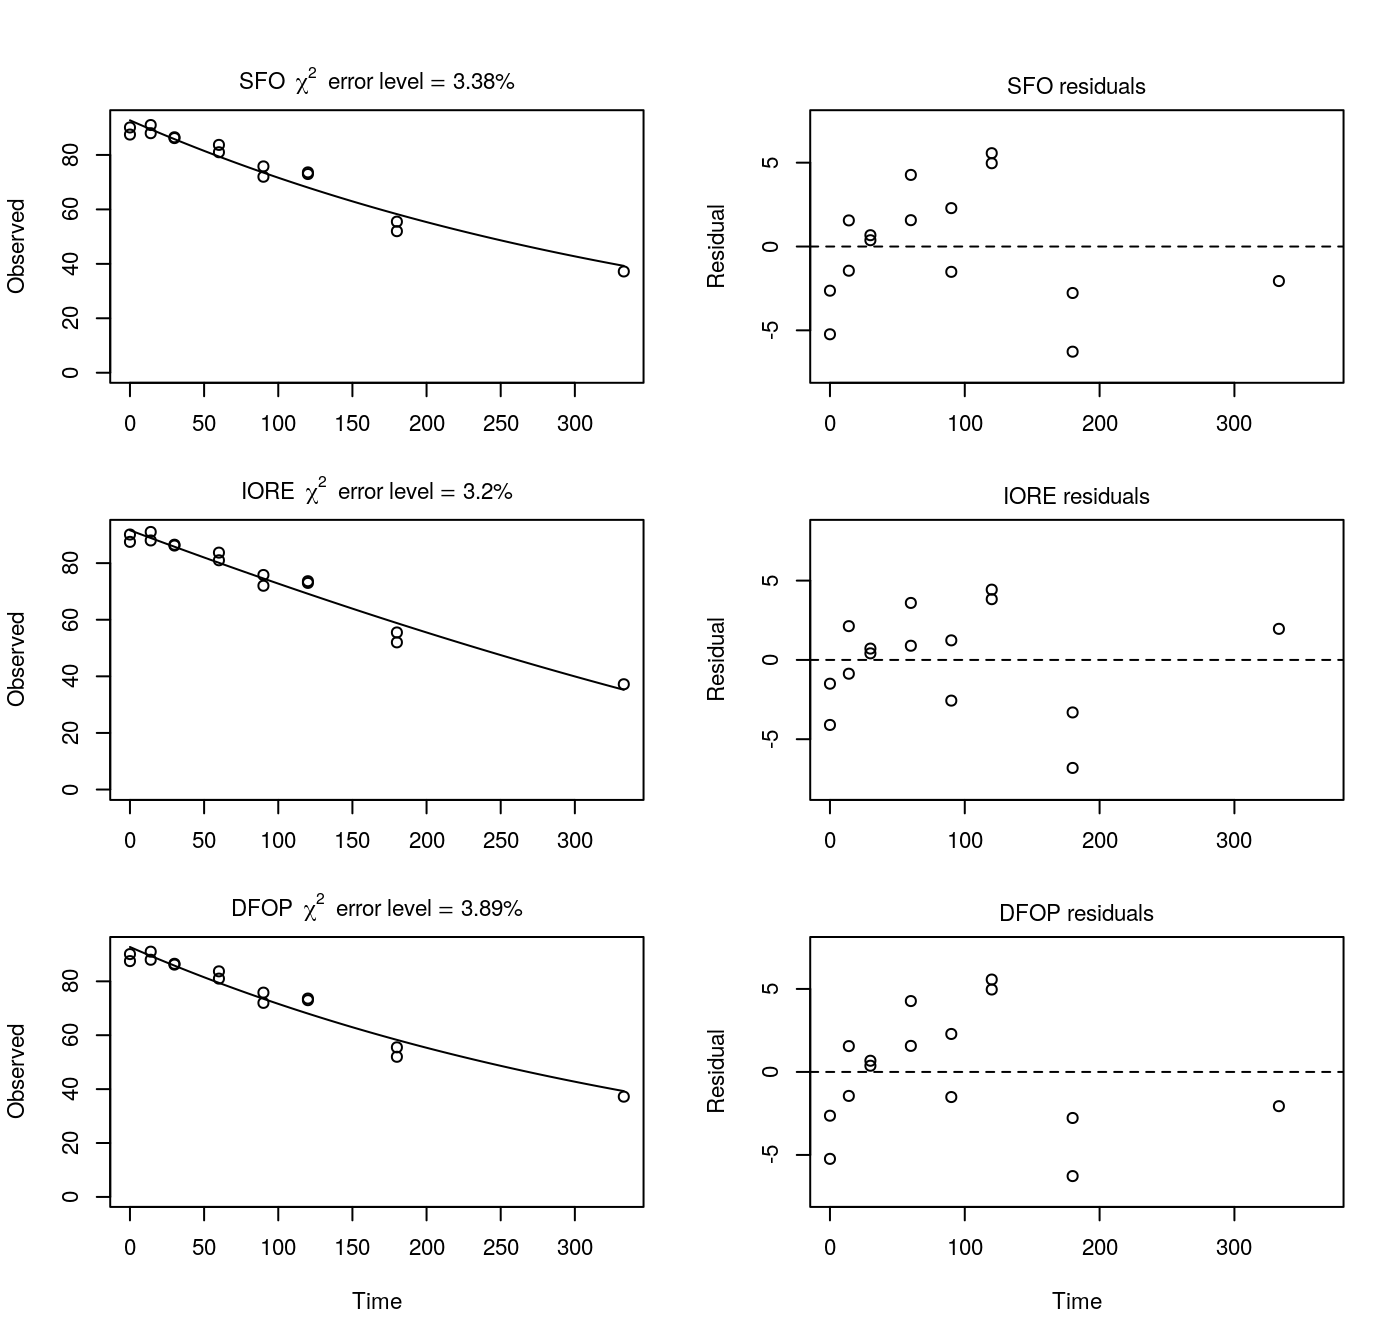 SFO χ² error level = 3.38%
SFO residuals
Observed
80
60
40
20
0
0 50 100 150 200 250 300
Residual
5
0
-5
0 100 200 300
IORE χ² error level = 3.2%
IORE residuals
Observed
80
60
40
20
0
0 50 100 150 200 250 300
Residual
5
0
-5
0 100 200 300
DFOP χ² error level = 3.89%
DFOP residuals
Observed
80
60
40
20
0
0 50 100 150 200 250 300
Time
Residual
5
0
-5
0 100 200 300
Time